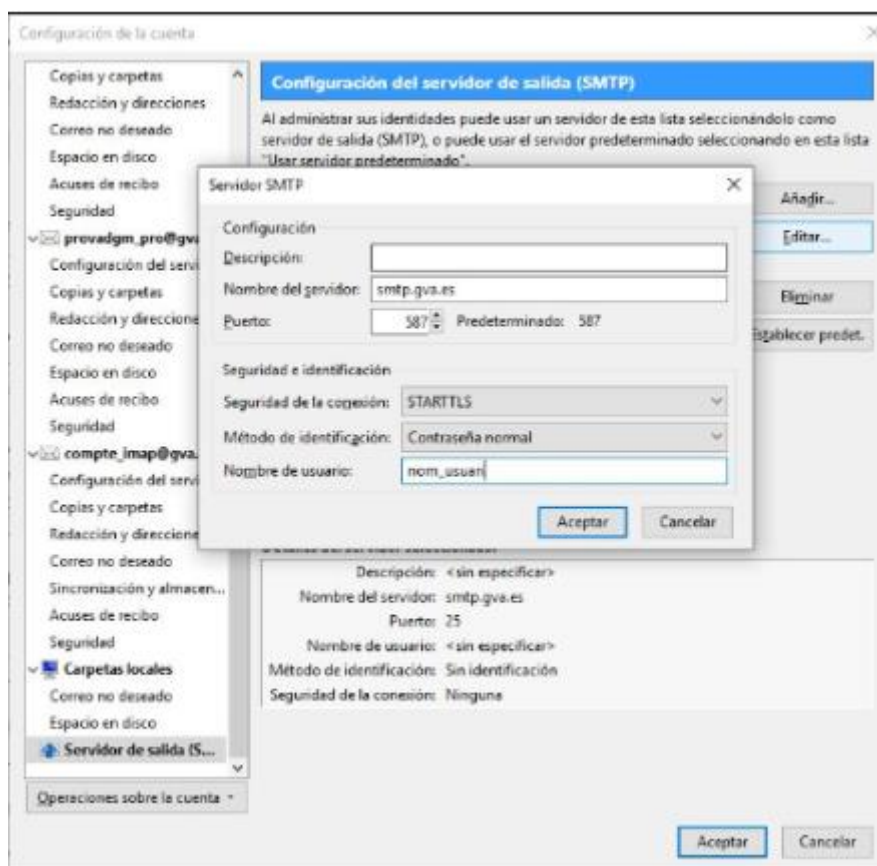 Configuración de la cuenta
Copias y carpetas
Redacción y direcciones
Correo no deseado
Espacio en disco
Acuses de recibo
Seguridad
provadgm_pro@gva
Configuración del servi
Copias y carpetas
Redacción y direccione
Correo no deseado
Espacio en disco
Acuses de recibo
Seguridad
compte_imap@gva.
Configuración del servi
Copias y carpetas
Redacción y direccione
Correo no deseado
Sincronización y almacen...
Acuses de recibo
Seguridad
Carpetas locales
Correo no deseado
Espacio en disco
Servidor de salida (S...
Operaciones sobre la cuenta
Configuración del servidor de salida (SMTP)
Al administrar sus identidades puede usar un servidor de esta lista seleccionándolo como
servidor de salida (SMTP), o puede usar el servidor predeterminado seleccionando en esta lista
"Usar servidor predeterminado".
Añadir...
Editar...
Eliminar
Establecer predet.
Servidor SMTP
Configuración
Descripción:
Nombre del servidor: smtp.gva.es
Puerto: 587 Predeterminado: 587
Seguridad e identificación
Seguridad de la conexión: STARTTLS
Método de identificación: Contraseña normal
Nombre de usuario: nom_usuari
Aceptar Cancelar
Descripción: <sin especificar>
Nombre del servidor: smtp.gva.es
Puerto: 25
Nombre de usuario: <sin especificar>
Método de identificación: Sin identificación
Seguridad de la conexión: Ninguna
Aceptar Cancelar